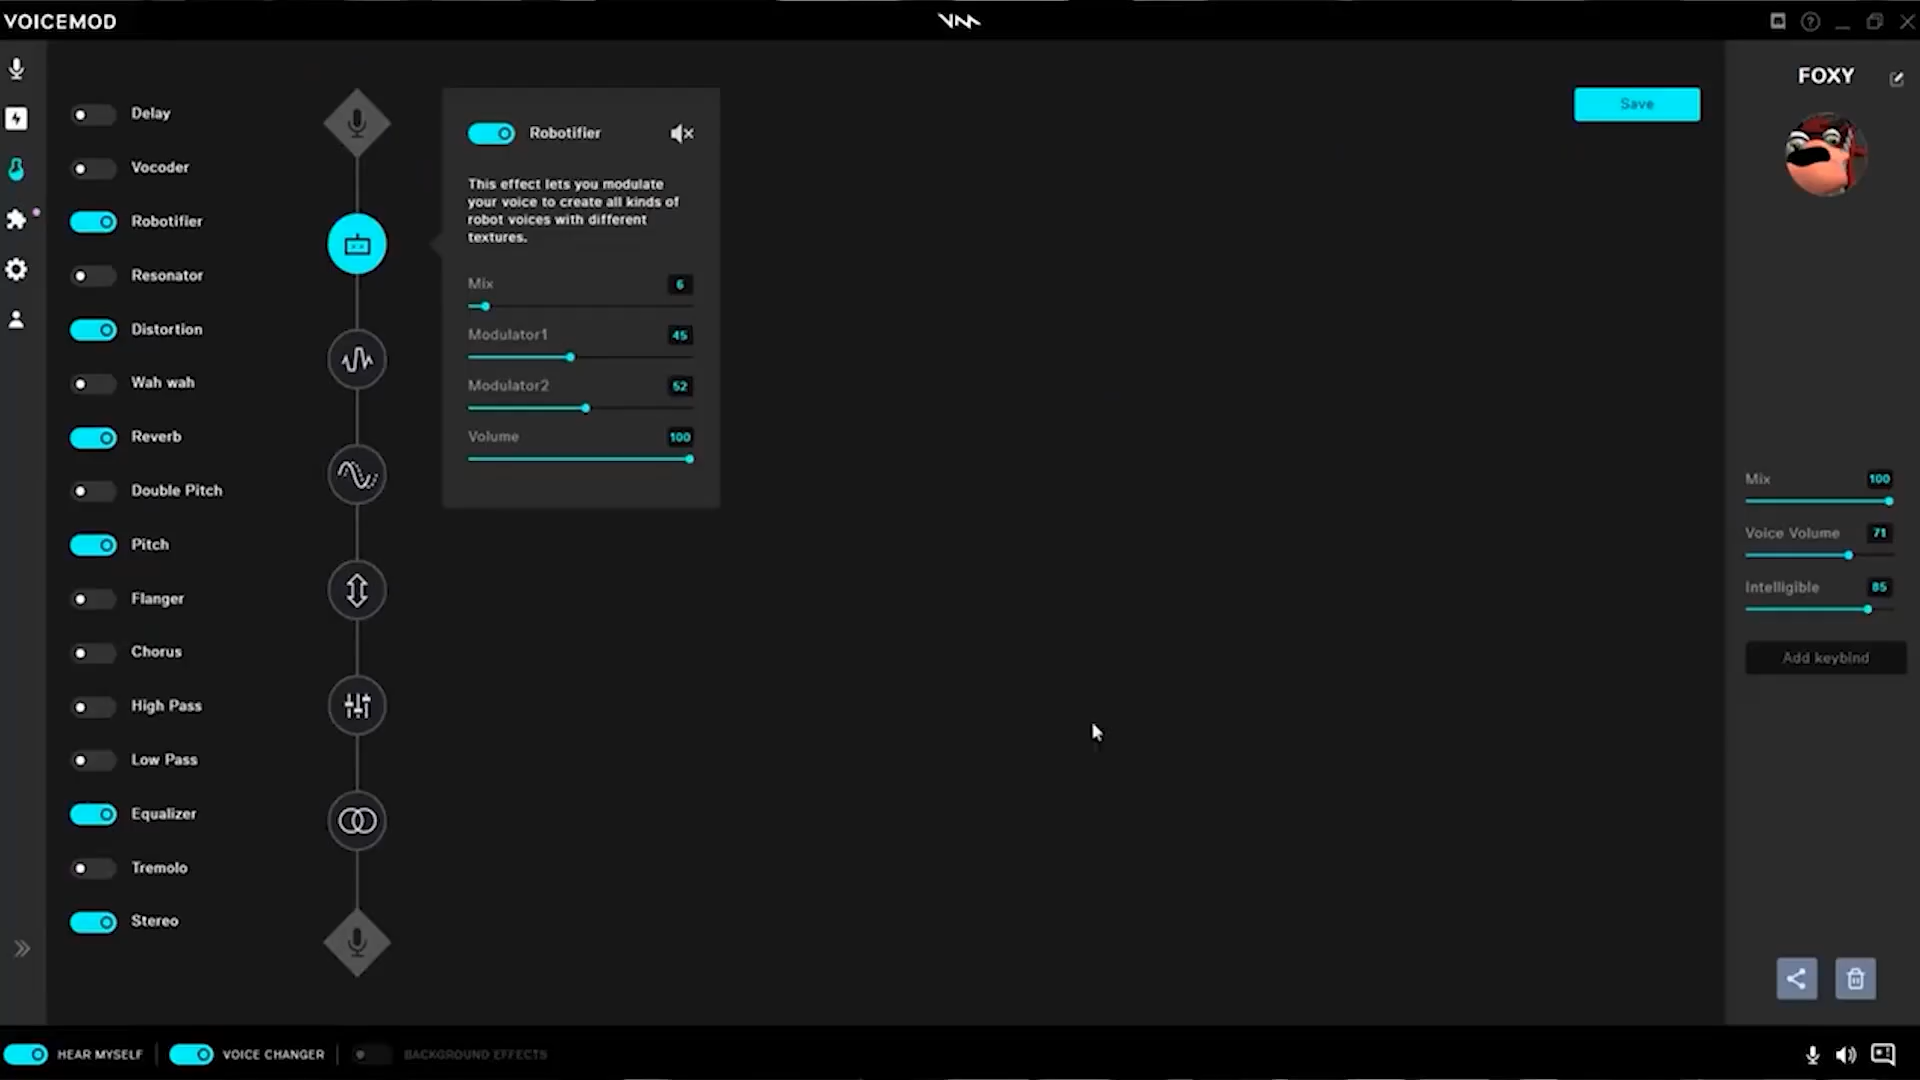 VOICEMOD
FOXY
Save
Delay
Vocoder
Robotifier
Resonator
Distortion
Wah wah
Reverb
Double Pitch
Pitch
Flanger
Chorus
High Pass
Low Pass
Equalizer
Tremolo
Stereo
Robotifier
This effect lets you modulate
your voice to create all kinds of
robot voices with different
textures.
Mix 6
Modulator1 45
Modulator2 52
Volume 100
Mix 100
Voice Volume 71
Intelligible 85
Add keybind
HEAR MYSELF
VOICE CHANGER
BACKGROUND EFFECTS